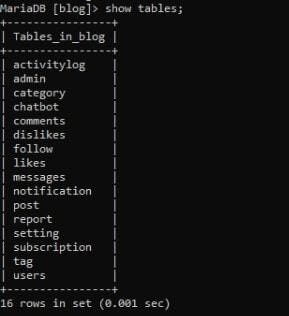 MariaDB [blog]> show tables;
+----------------+
| Tables_in_blog |
+----------------+
| activitylog    |
| admin          |
| category       |
| chatbot        |
| comments       |
| dislikes       |
| follow         |
| likes          |
| messages       |
| notification   |
| post           |
| report         |
| setting        |
| subscription   |
| tag            |
| users          |
+----------------+
16 rows in set (0.001 sec)